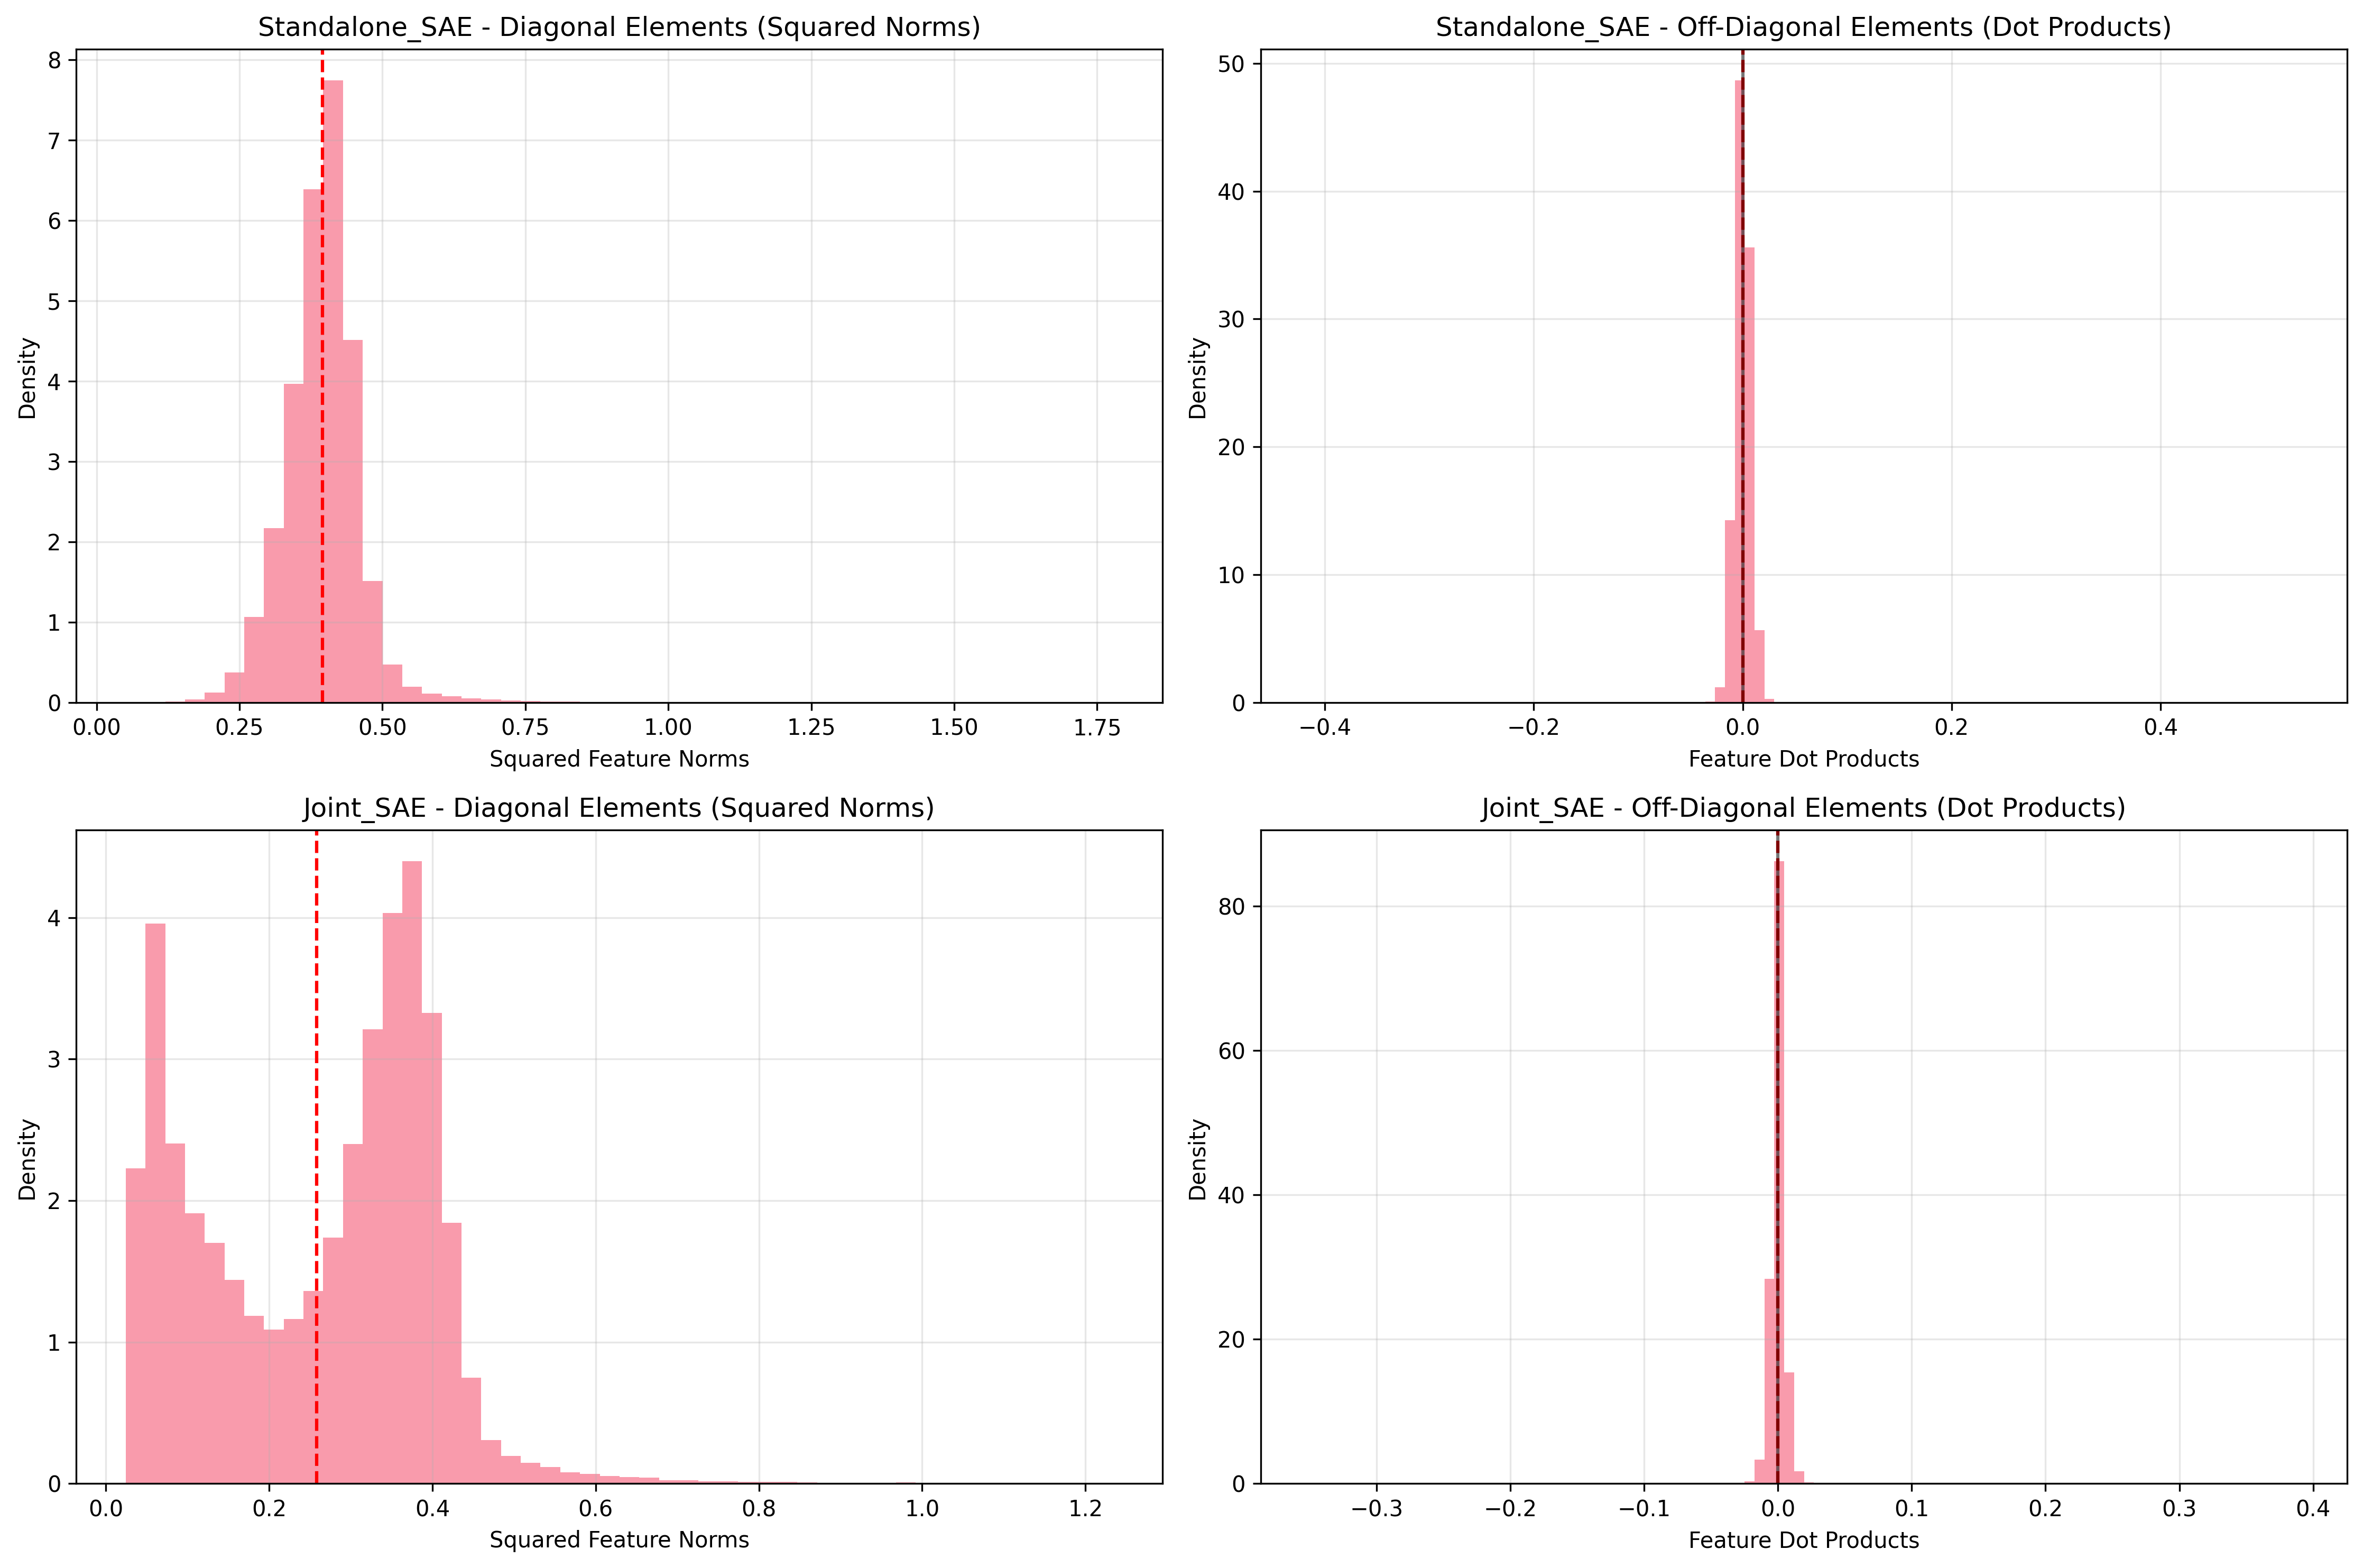 Standalone_SAE - Diagonal Elements (Squared Norms)
Density
8
7
6
5
4
3
2
1
0
0.00 0.25 0.50 0.75 1.00 1.25 1.50 1.75
Squared Feature Norms
Standalone_SAE - Off-Diagonal Elements (Dot Products)
Density
50
40
30
20
10
0
−0.4 −0.2 0.0 0.2 0.4
Feature Dot Products
Joint_SAE - Diagonal Elements (Squared Norms)
Density
4
3
2
1
0
0.0 0.2 0.4 0.6 0.8 1.0 1.2
Squared Feature Norms
Joint_SAE - Off-Diagonal Elements (Dot Products)
Density
80
60
40
20
0
−0.3 −0.2 −0.1 0.0 0.1 0.2 0.3 0.4
Feature Dot Products